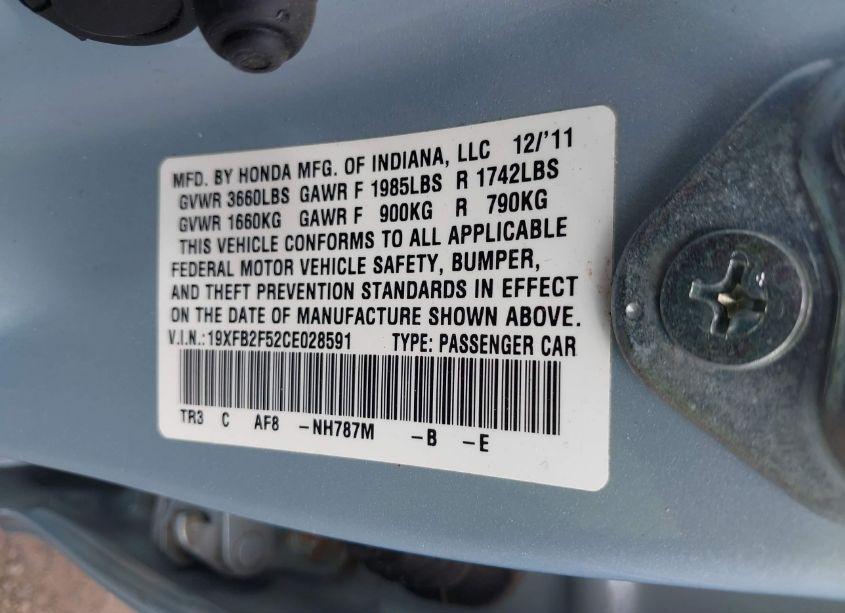 MFD. BY HONDA MFG. OF INDIANA, LLC 12/'11
GVWR 3660LBS GAWR F 1985LBS R 1742LBS
GVWR 1660KG GAWR F 900KG R 790KG
THIS VEHICLE CONFORMS TO ALL APPLICABLE
FEDERAL MOTOR VEHICLE SAFETY, BUMPER,
AND THEFT PREVENTION STANDARDS IN EFFECT
ON THE DATE OF MANUFACTURE SHOWN ABOVE.
V.I.N.:19XFB2F52CE028591 TYPE: PASSENGER CAR
TR3 C AF8 -NH787M -B -E